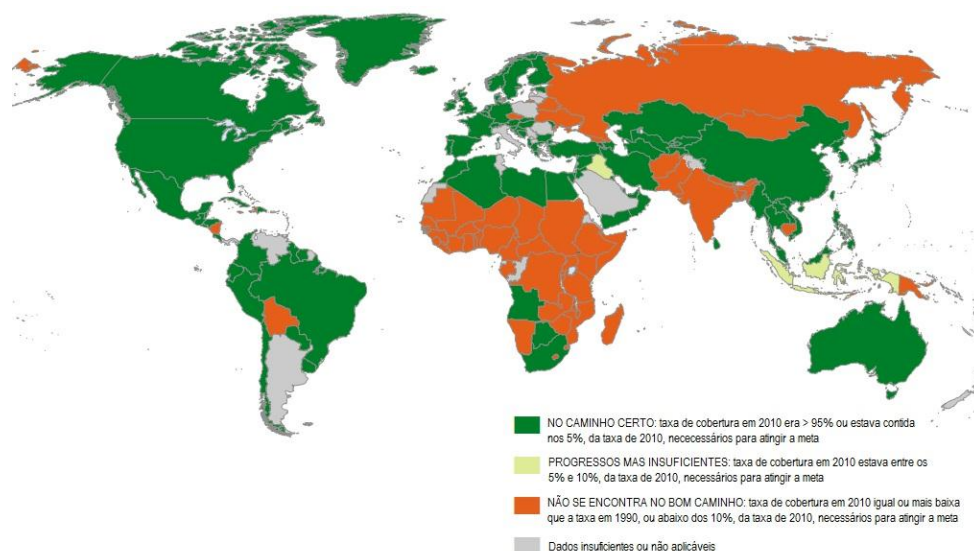 NO CAMINHO CERTO: taxa de cobertura em 2010 era > 95% ou estava contida
nos 5%, da taxa de 2010, nececessários para atingir a meta
PROGRESSOS MAS INSUFICIENTES: taxa de cobertura em 2010 estava entre os
5% e 10%, da taxa de 2010, necessários para atingir a meta
NÃO SE ENCONTRA NO BOM CAMINHO: taxa de cobertura em 2010 igual ou mais baixa
que a taxa em 1990, ou abaixo dos 10%, da taxa de 2010, necessários para atingir a meta
Dados insuficientes ou não aplicáveis